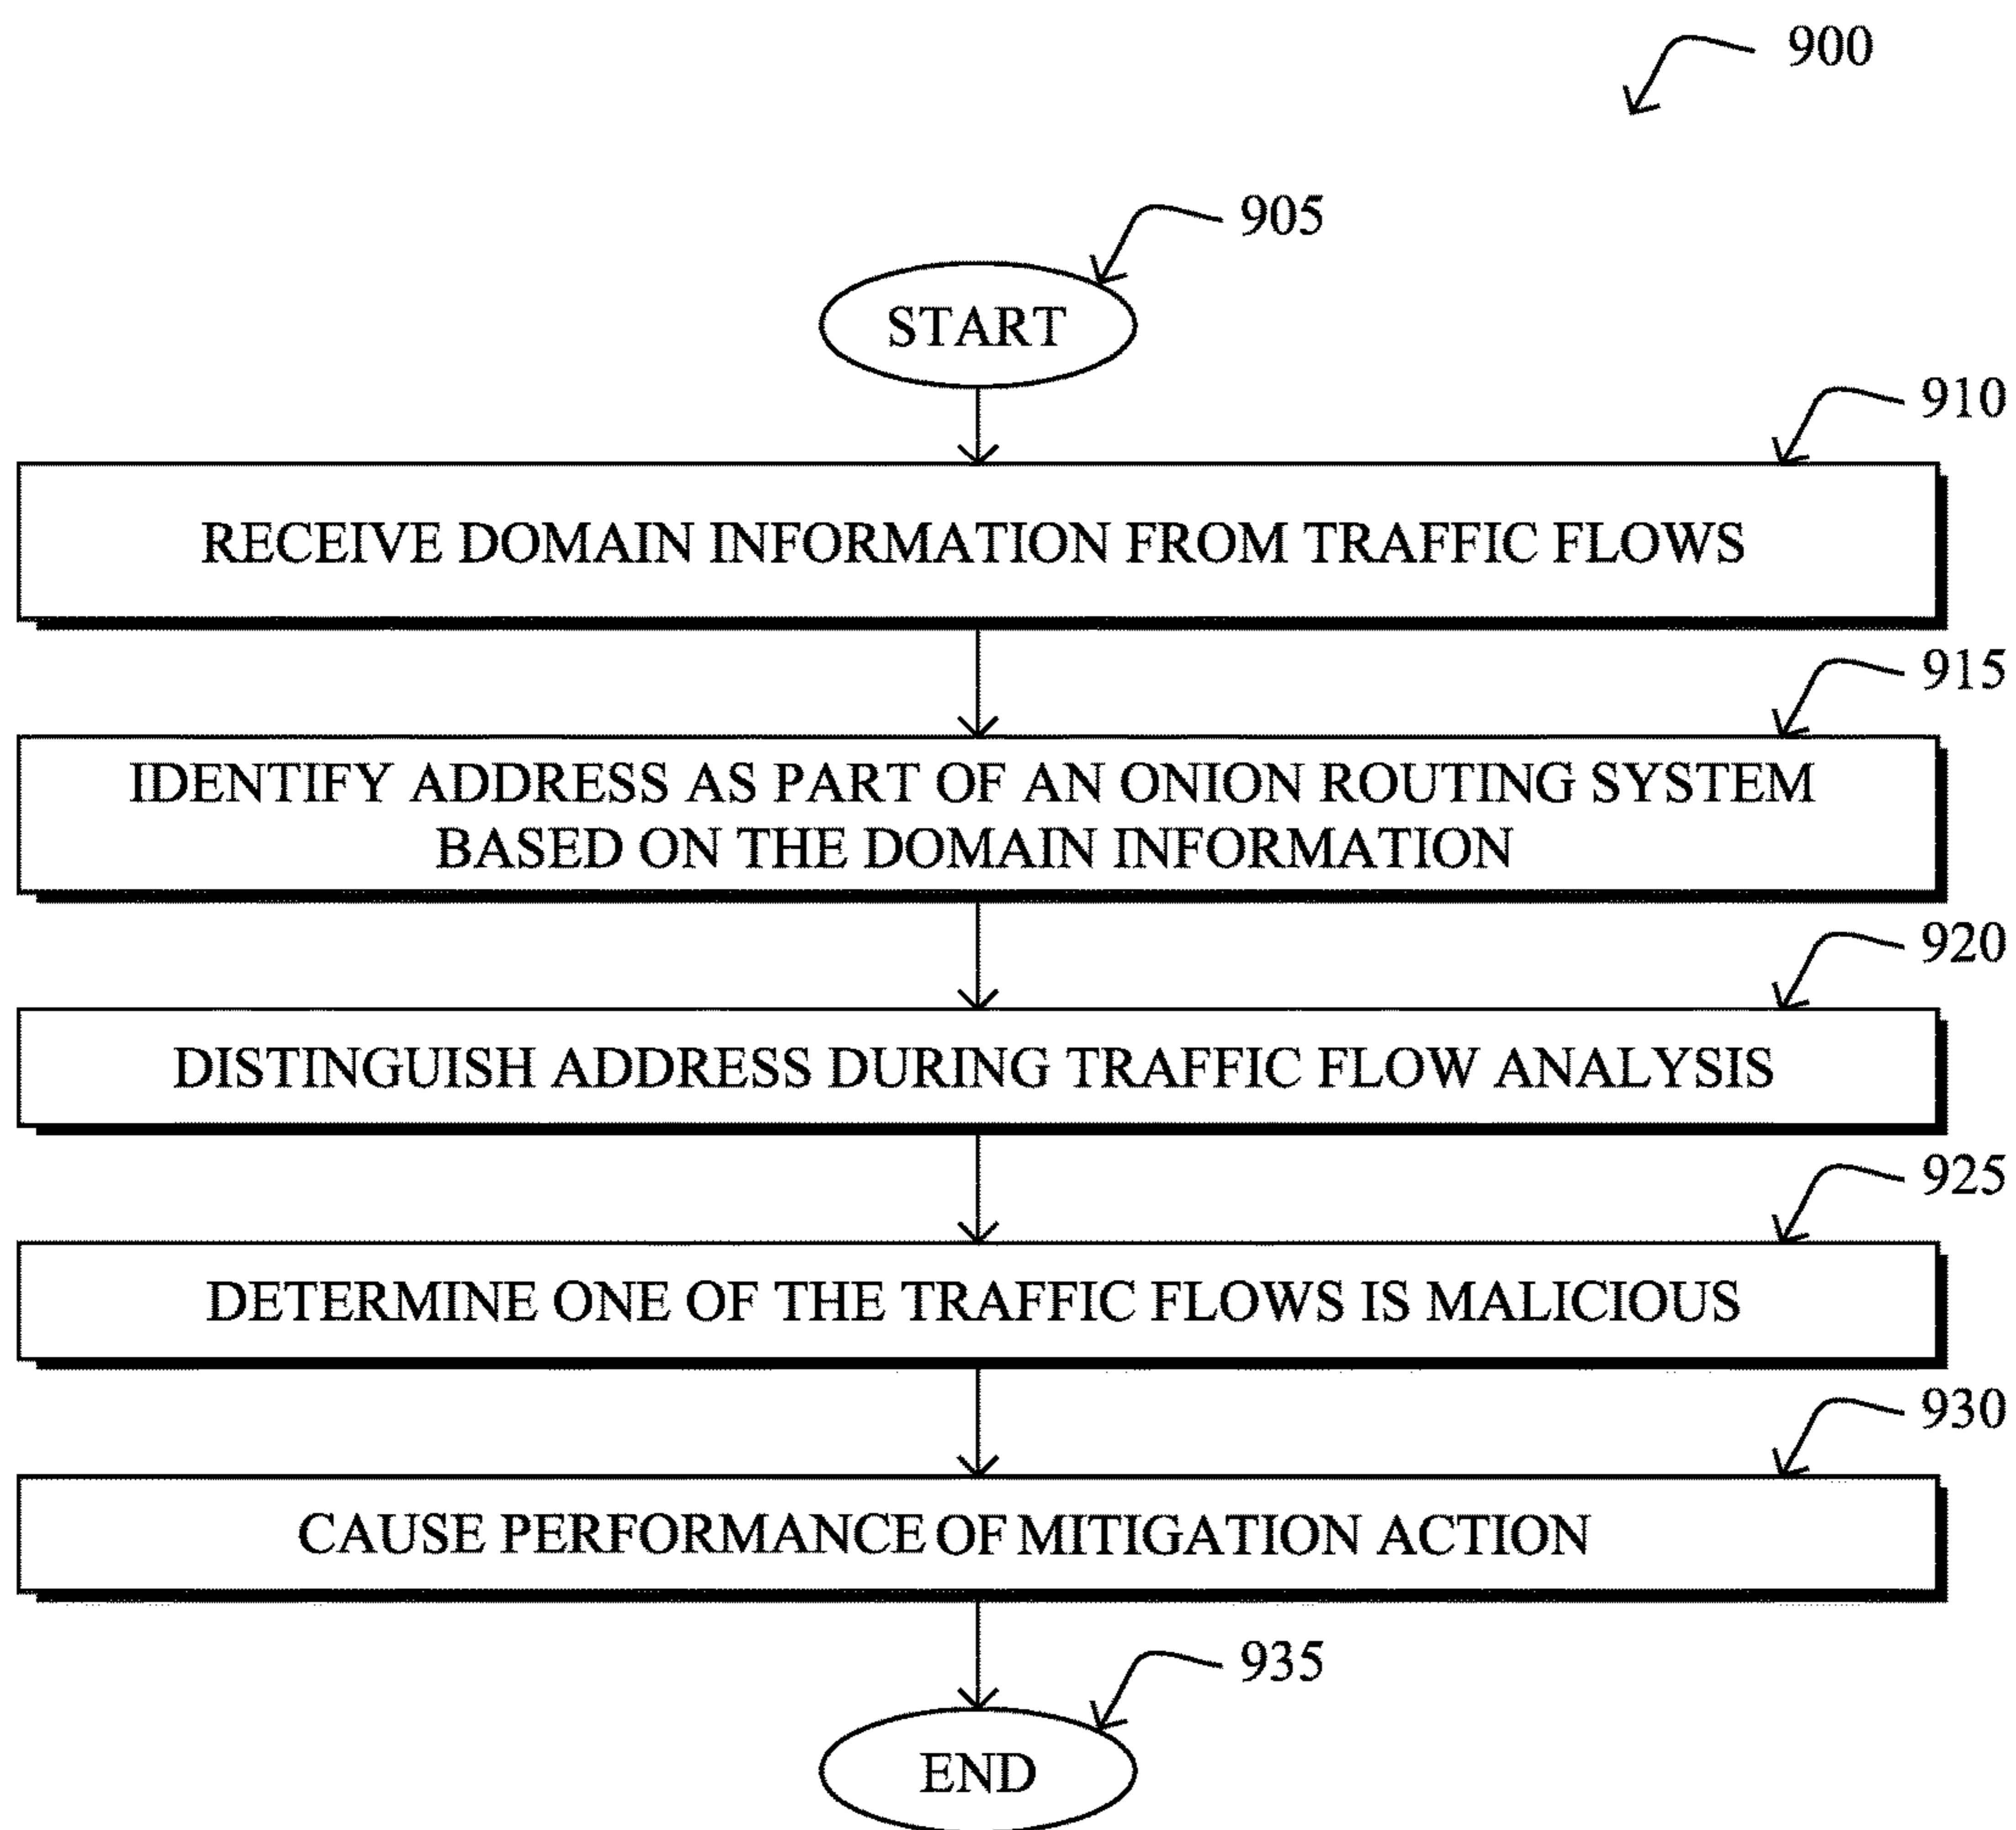 900
905
START
910
RECEIVE DOMAIN INFORMATION FROM TRAFFIC FLOWS
915
IDENTIFY ADDRESS AS PART OF AN ONION ROUTING SYSTEM
BASED ON THE DOMAIN INFORMATION
920
DISTINGUISH ADDRESS DURING TRAFFIC FLOW ANALYSIS
925
DETERMINE ONE OF THE TRAFFIC FLOWS IS MALICIOUS
930
CAUSE PERFORMANCE OF MITIGATION ACTION
935
END